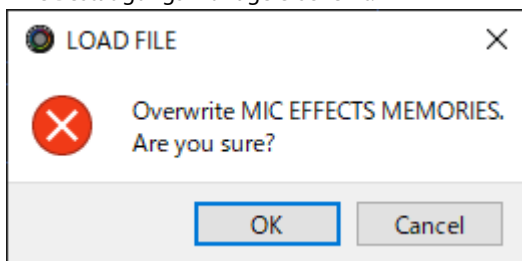 LOAD FILE
Overwrite MIC EFFECTS MEMORIES.
Are you sure?
OK
Cancel